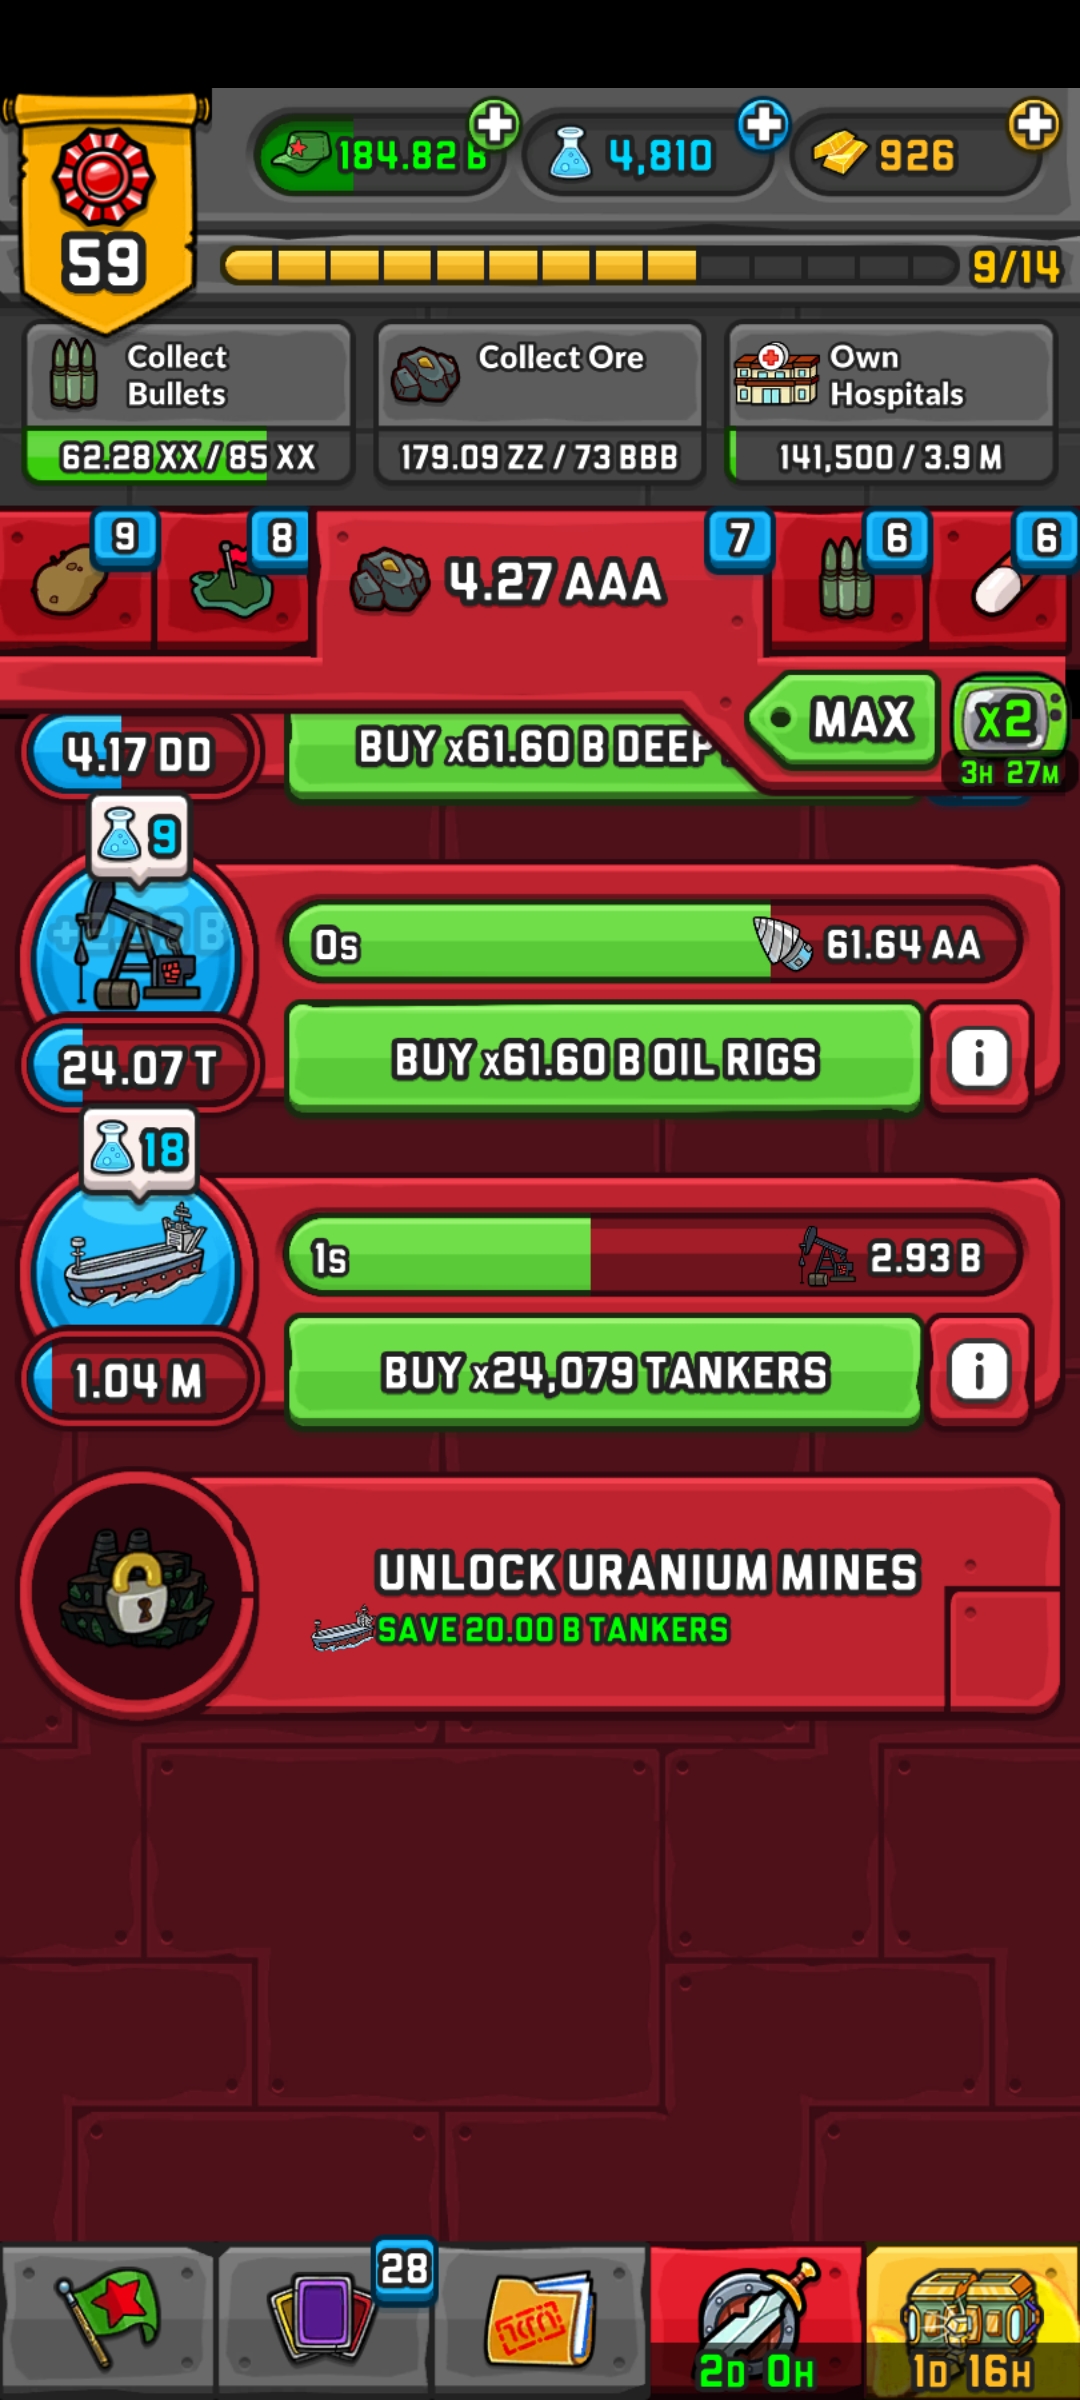 184.82 B
4,810
926
59
9/14
Collect Bullets
62.28 XX / 85 XX
Collect Ore
179.09 ZZ / 73 BBB
Own Hospitals
141,500 / 3.9 M
9
8
4.27 AAA
7
6
6
MAX
x2
3H 27M
4.17 DD
BUY x61.60 B DEEP
9
0s
61.64 AA
24.07 T
BUY x61.60 B OIL RIGS
i
18
1s
2.93 B
1.04 M
BUY x24,079 TANKERS
i
UNLOCK URANIUM MINES
SAVE 20.00 B TANKERS
28
2D 0H
1D 16H